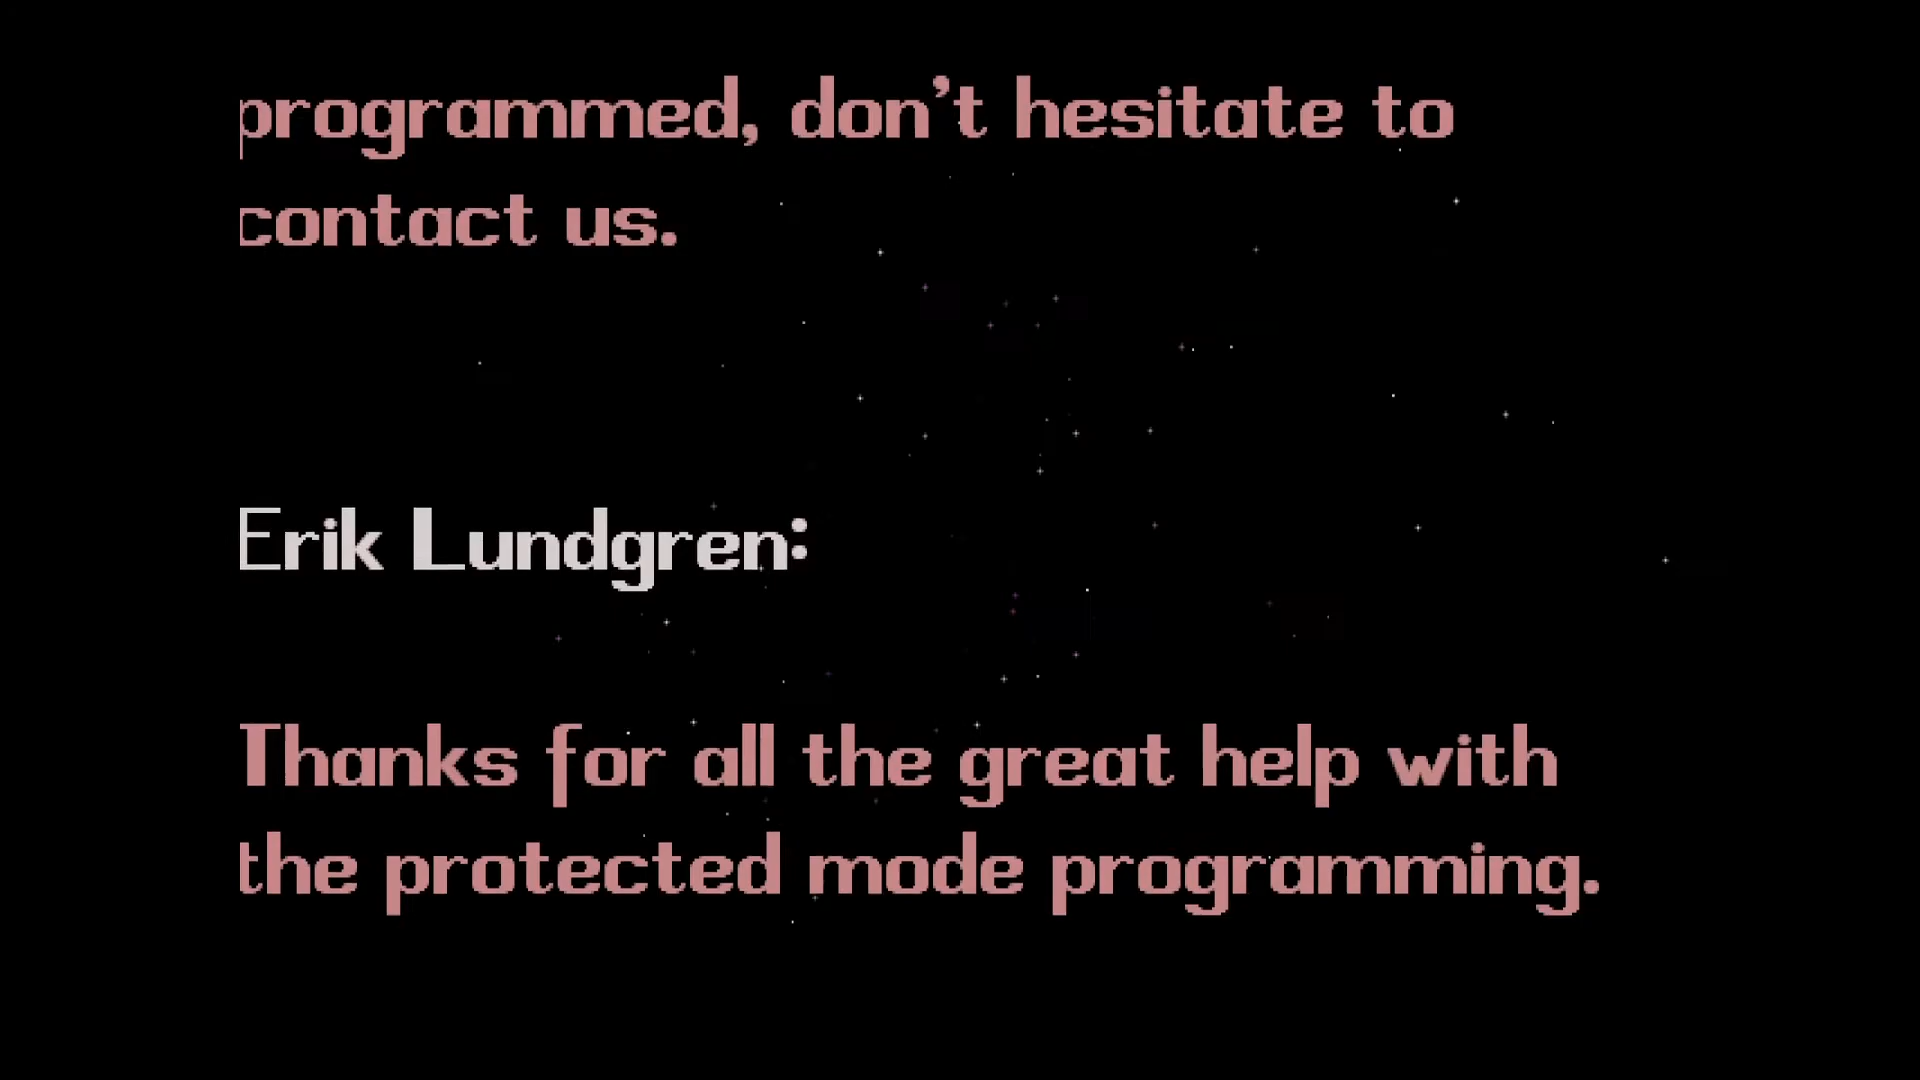 programmed, don't hesitate to
contact us.
Erik Lundgren:
Thanks for all the great help with
the protected mode programming.